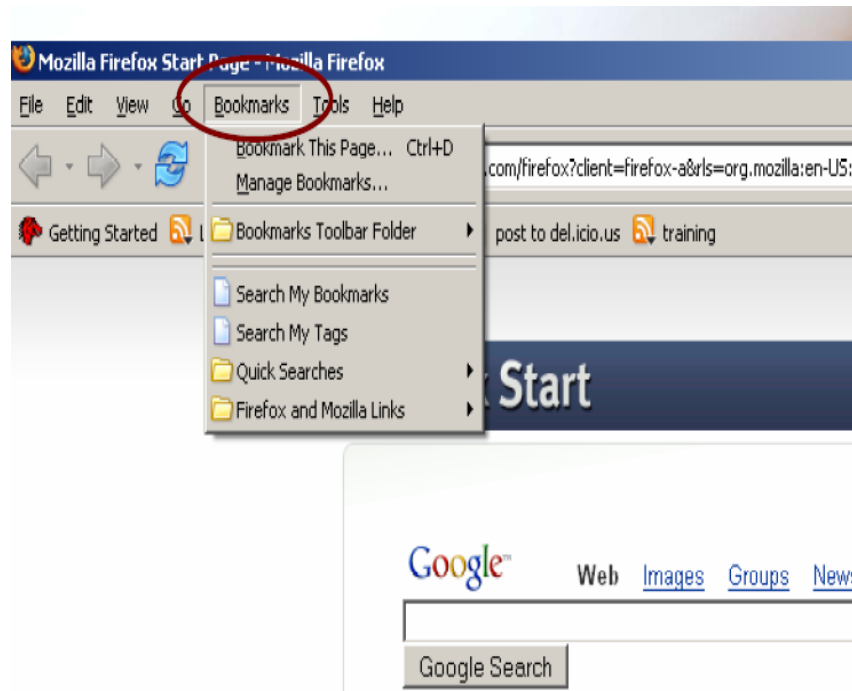 Mozilla Firefox Start Page - Mozilla Firefox
File Edit View Go Bookmarks Tools Help
Bookmark This Page... Ctrl+D
.com/firefox?client=firefox-a&rls=org.mozilla:en-US:
Manage Bookmarks...
Getting Started L Bookmarks Toolbar Folder post to del.icio.us training
Search My Bookmarks
Search My Tags
Quick Searches
Start
Firefox and Mozilla Links
Google™ Web Images Groups News
Google Search